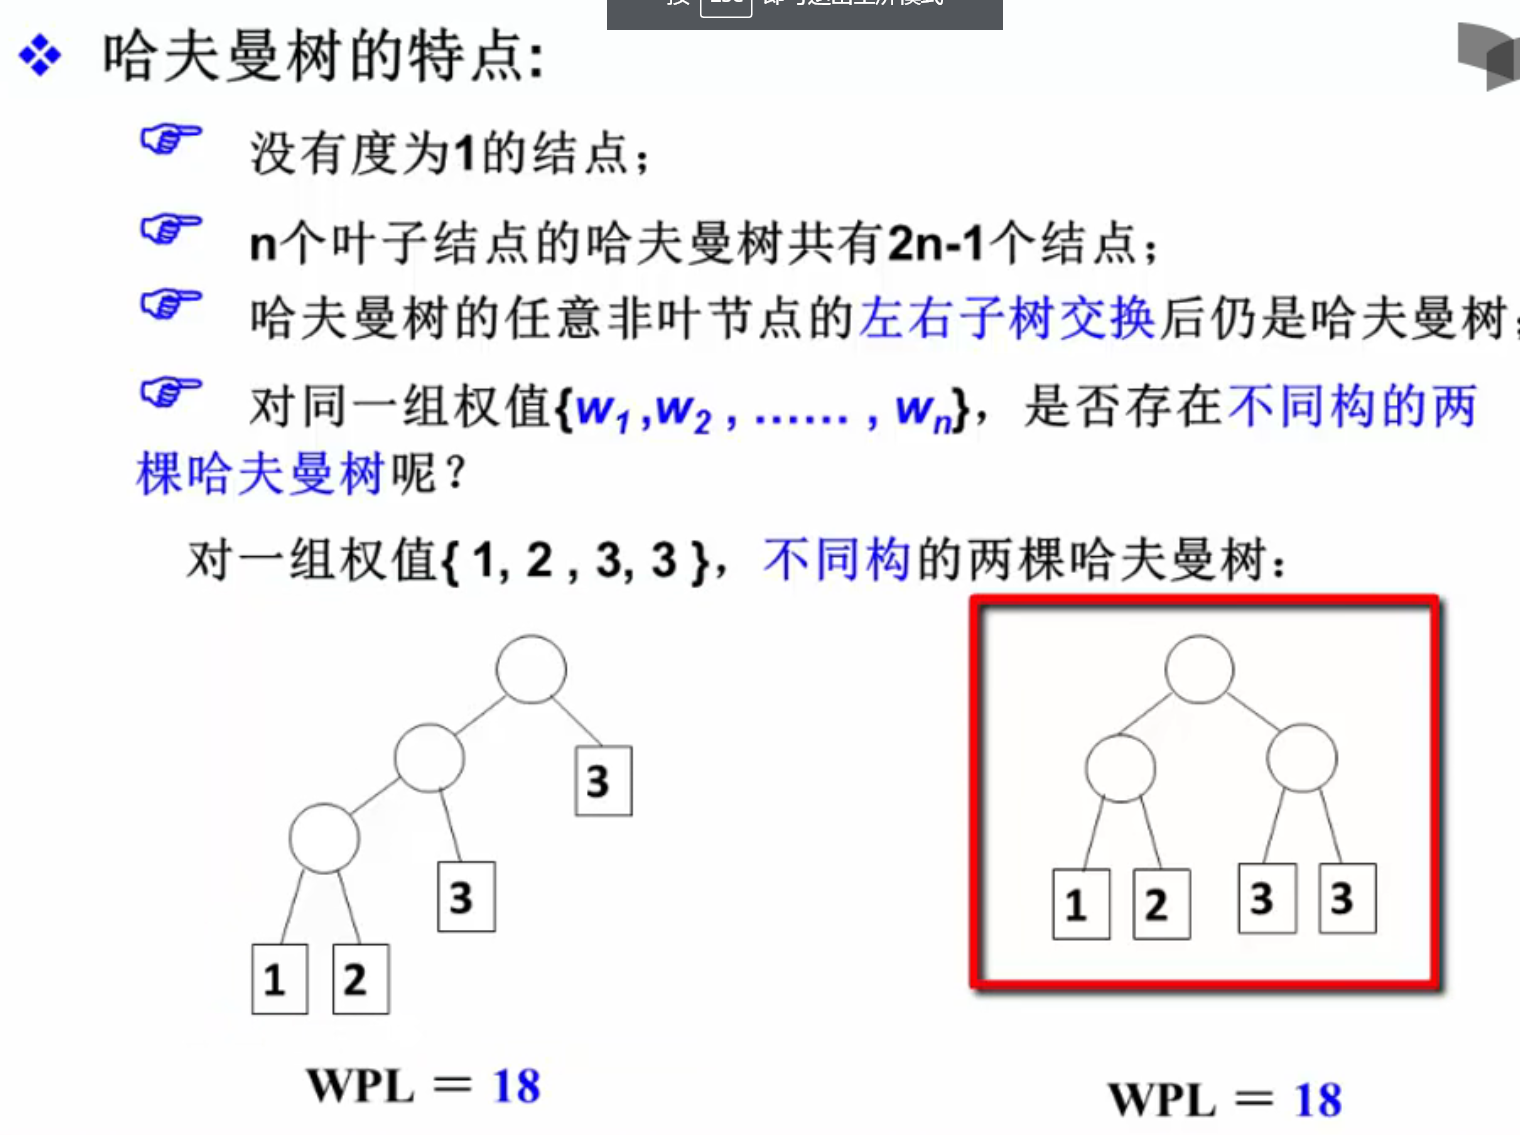 哈夫曼树的特点:
没有度为1的结点；
n个叶子结点的哈夫曼树共有2n-1个结点；
哈夫曼树的任意非叶节点的左右子树交换后仍是哈夫曼树；
对同一组权值{w1 ,w2 , …… , wn}，是否存在不同构的两
棵哈夫曼树呢？
对一组权值{ 1, 2 , 3, 3 }，不同构的两棵哈夫曼树：
3
3
1 2
WPL = 18
1 2 3 3
WPL = 18